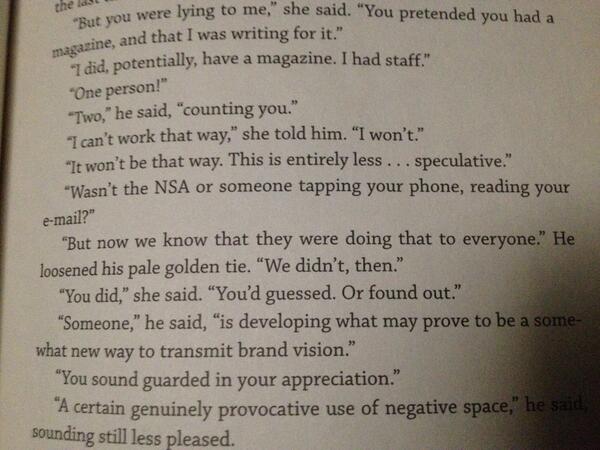 the last
“But you were lying to me,” she said. “You pretended you had a
magazine, and that I was writing for it.”
“I did, potentially, have a magazine. I had staff.”
“One person!”
“Two,” he said, “counting you.”
“I can’t work that way,” she told him. “I won’t.”
“It won’t be that way. This is entirely less . . . speculative.”
“Wasn’t the NSA or someone tapping your phone, reading your
e-mail?”
“But now we know that they were doing that to everyone.” He
loosened his pale golden tie. “We didn’t, then.”
“You did,” she said. “You’d guessed. Or found out.”
“Someone,” he said, “is developing what may prove to be a some-
what new way to transmit brand vision.”
“You sound guarded in your appreciation.”
“A certain genuinely provocative use of negative space,” he said,
sounding still less pleased.